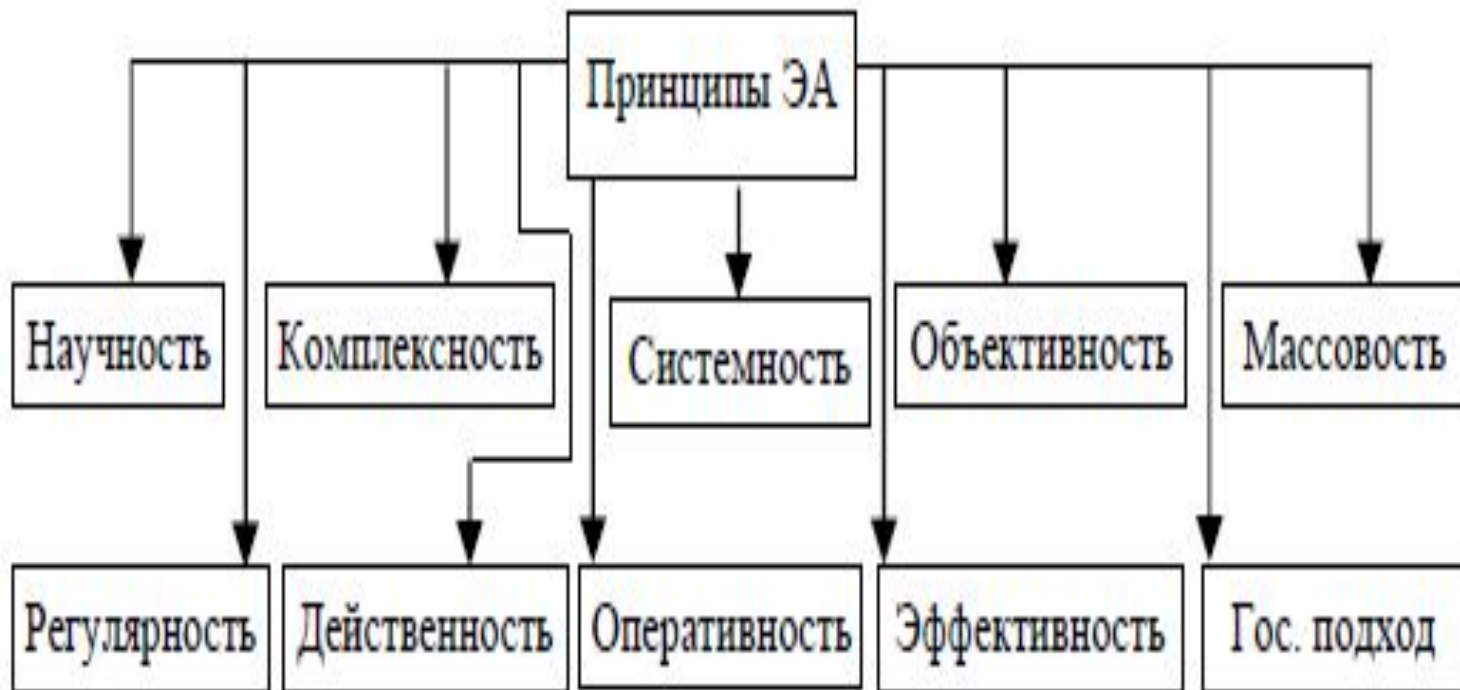 Принципы ЭА
Научность
Комплексность
Системность
Объективность
Массовость
Регулярность
Действенность
Оперативность
Эффективность
Гос. подход